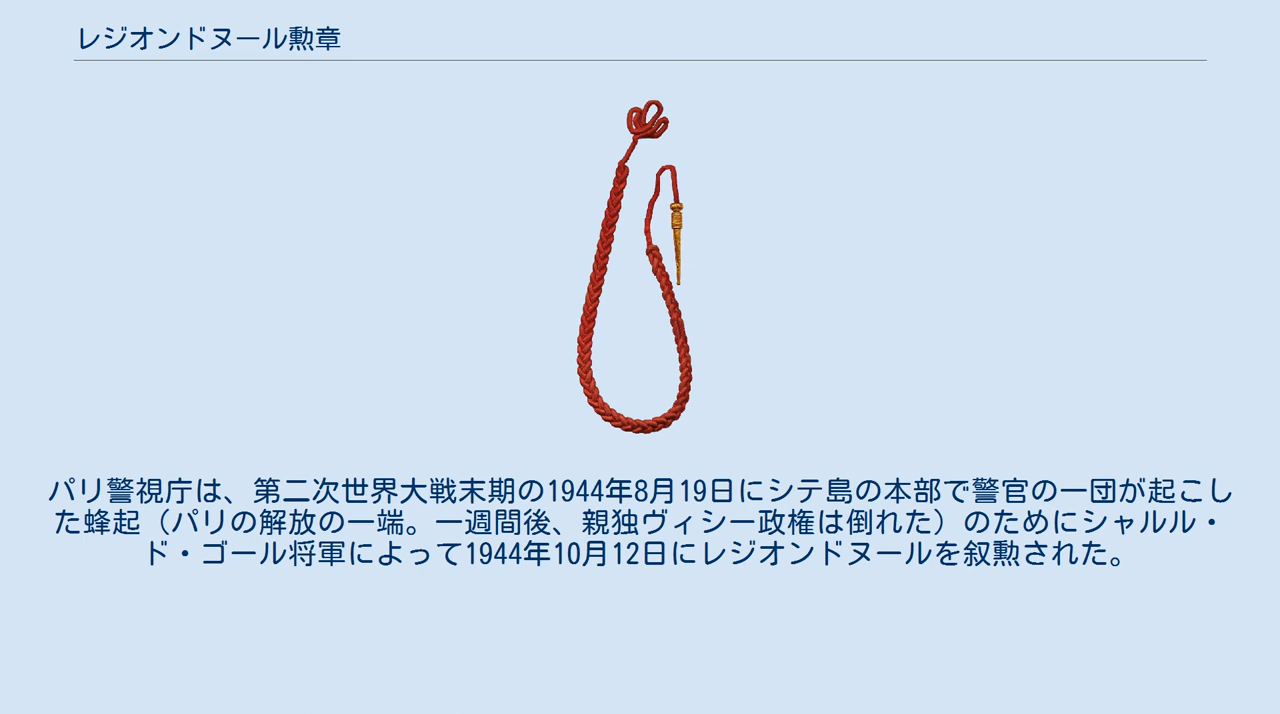 レジオンドヌール勲章
パリ警視庁は、第二次世界大戦末期の1944年8月19日にシテ島の本部で警官の一団が起こし
た蜂起（パリの解放の一端。一週間後、親独ヴィシー政権は倒れた）のためにシャルル・
ド・ゴール将軍によって1944年10月12日にレジオンドヌールを叙勲された。